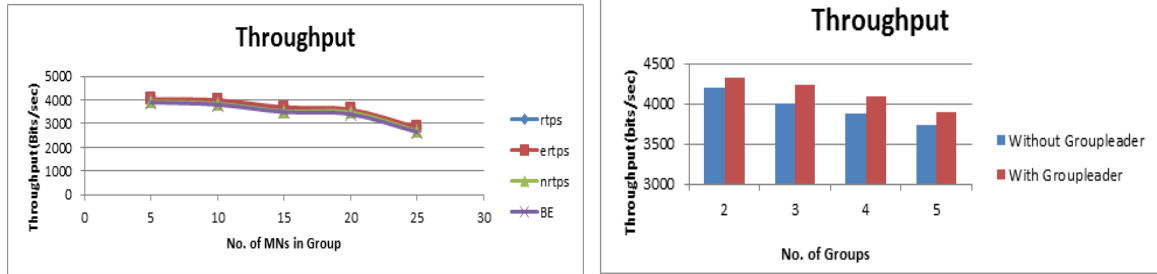 Throughput
Throughput(Bits/sec)
5000
4000
3000
2000
1000
0
0 5 10 15 20 25 30
No. of MNs in Group
rtps
ertps
nrtps
BE
Throughput
Throughput (bits/sec)
4500
4000
3500
3000
2 3 4 5
No. of Groups
Without Groupleader
With Groupleader